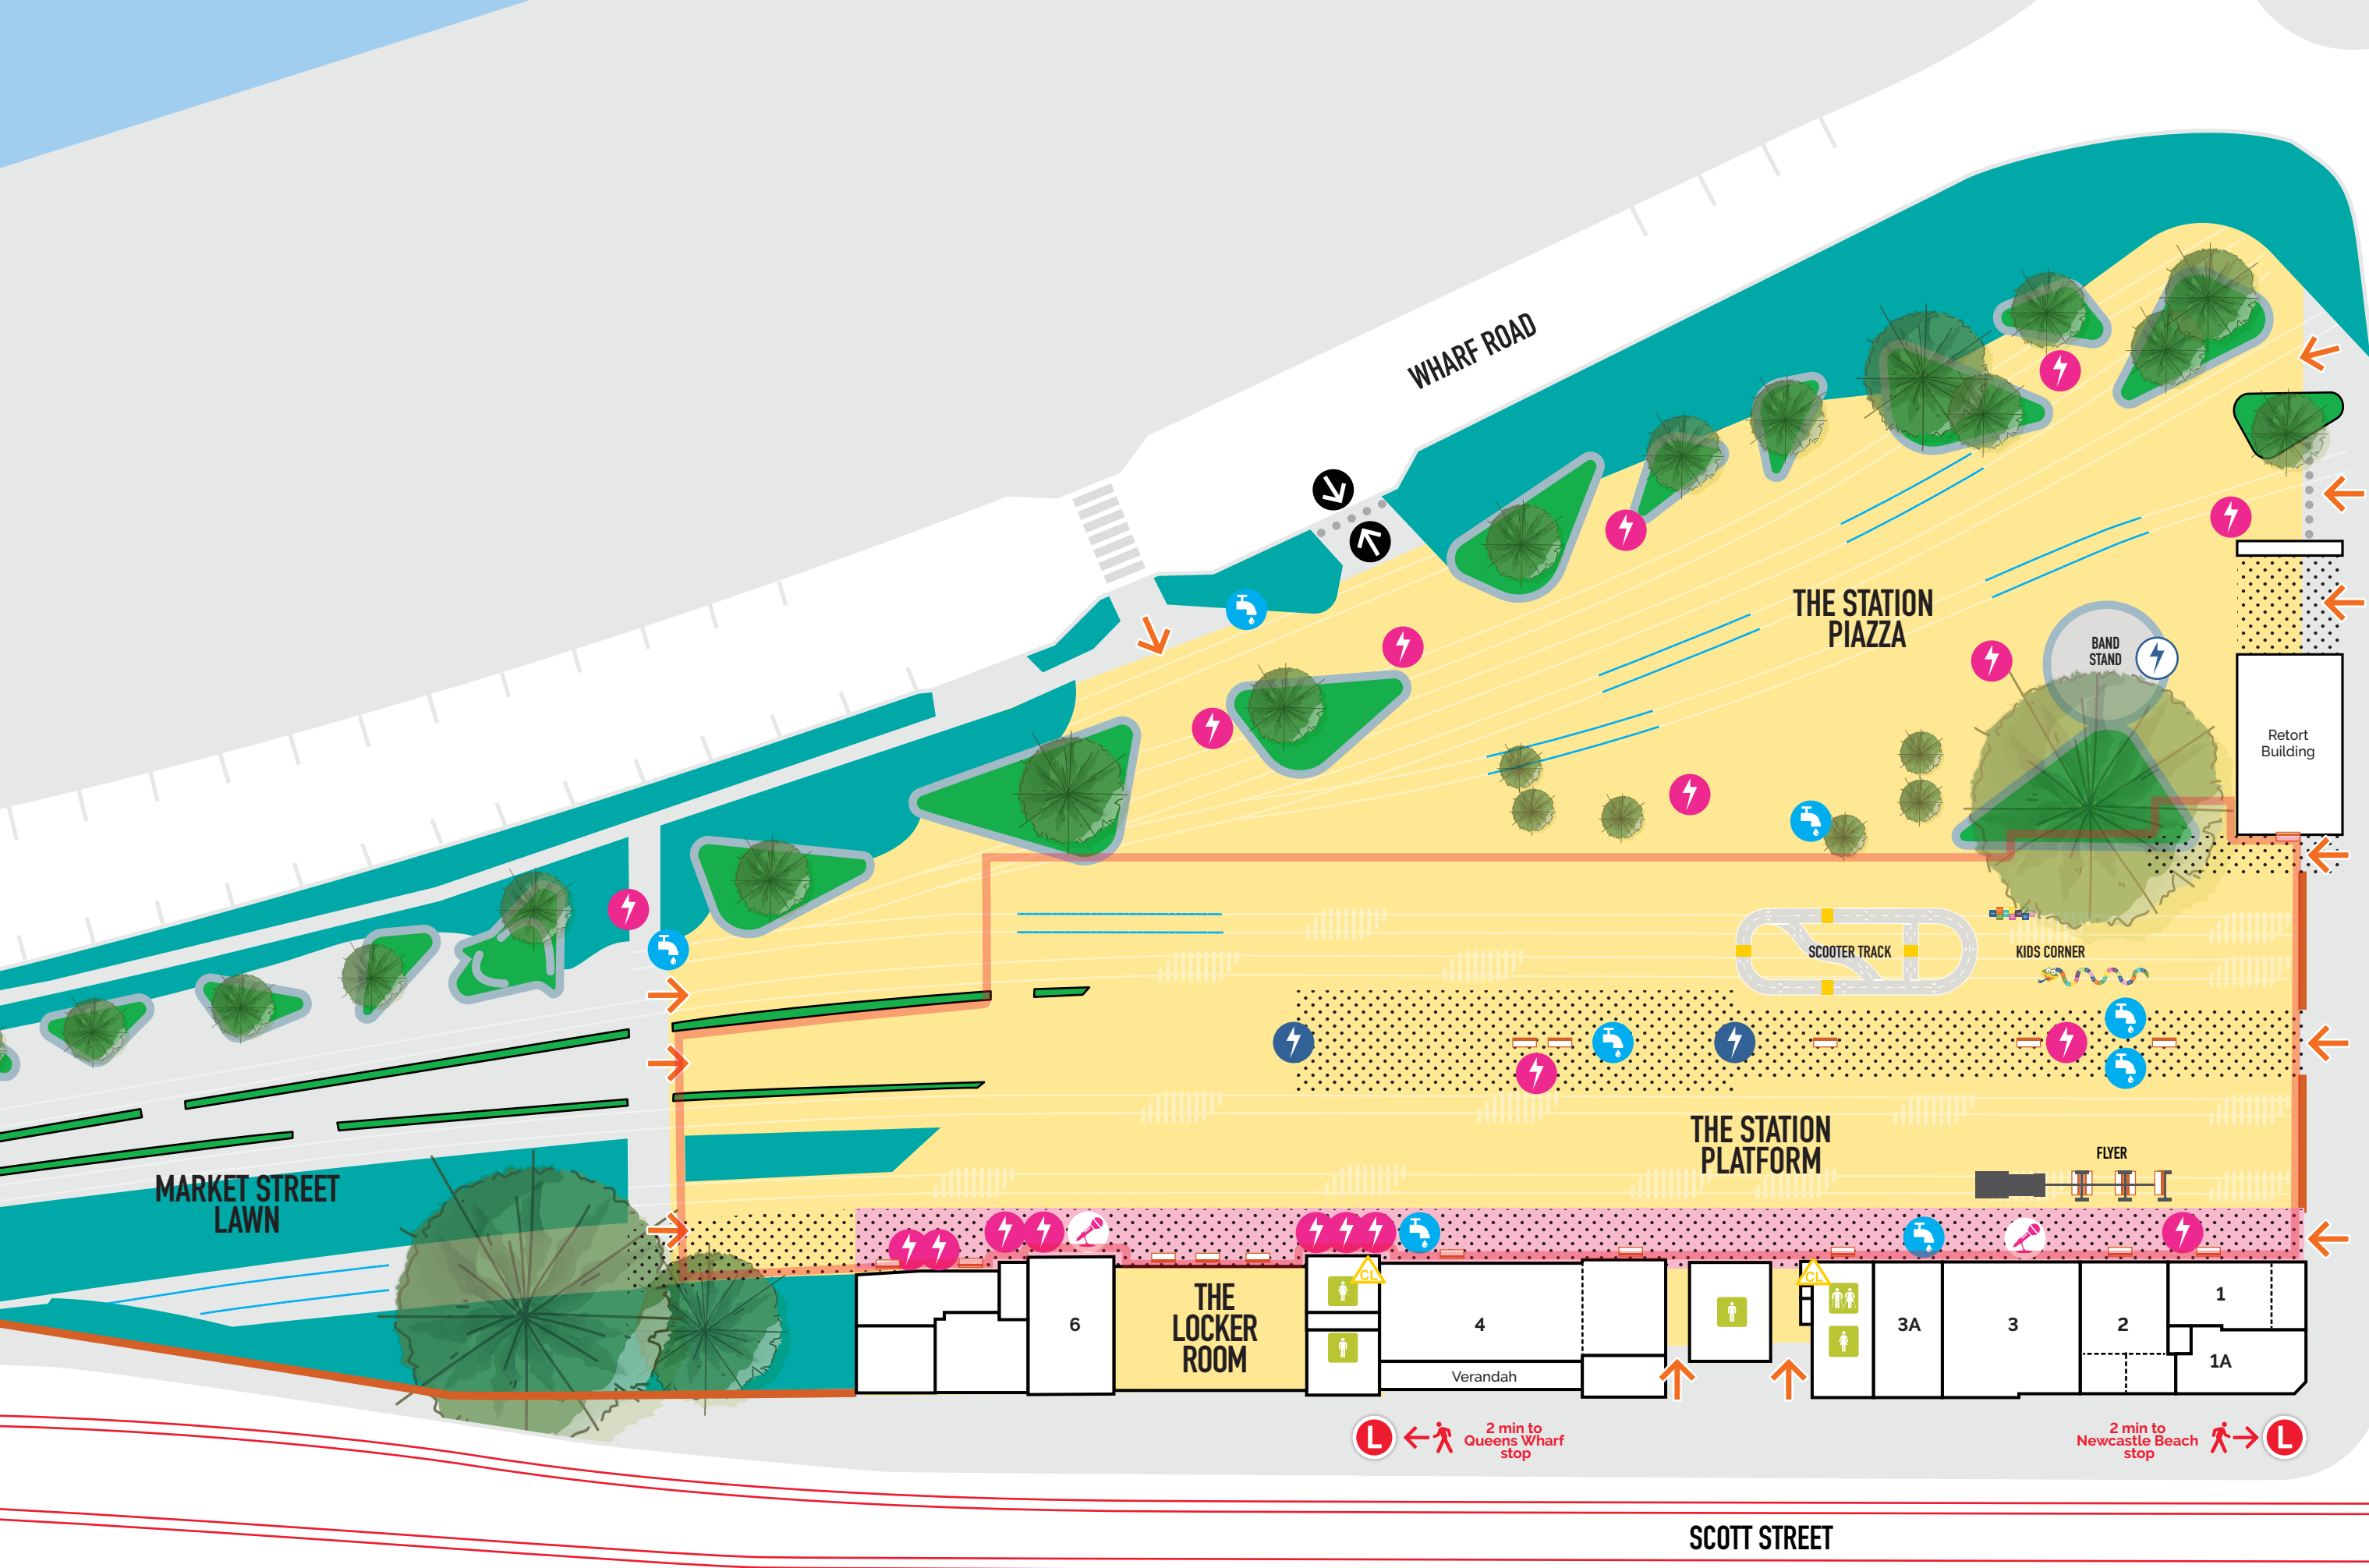 WHARF ROAD
THE STATION
PIAZZA
BAND
STAND
Retort
Building
SCOOTER TRACK
KIDS CORNER
THE STATION
PLATFORM
FLYER
MARKET STREET
LAWN
CL
CL
6
THE
LOCKER
ROOM
4
Verandah
3A
3
2
1
1A
L
2 min to
Queens Wharf
stop
2 min to
Newcastle Beach
stop
L
SCOTT STREET